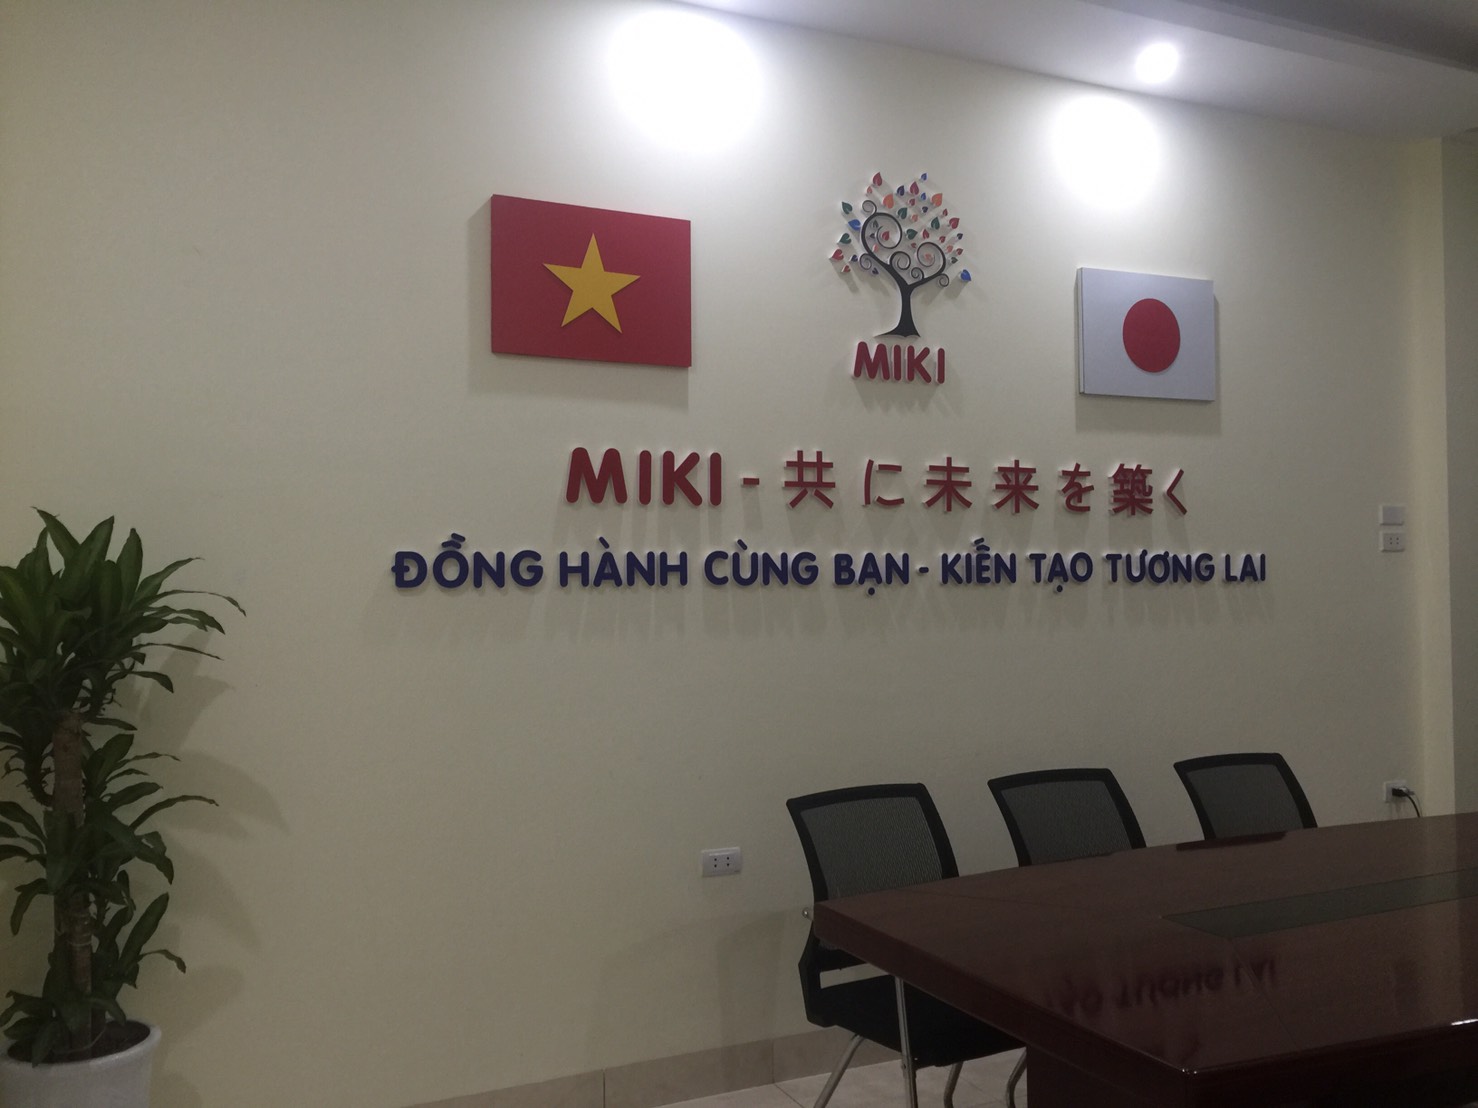 MIKI
MIKI - 共に未来を築く
ĐỒNG HÀNH CÙNG BẠN - KIẾN TẠO TƯƠNG LAI